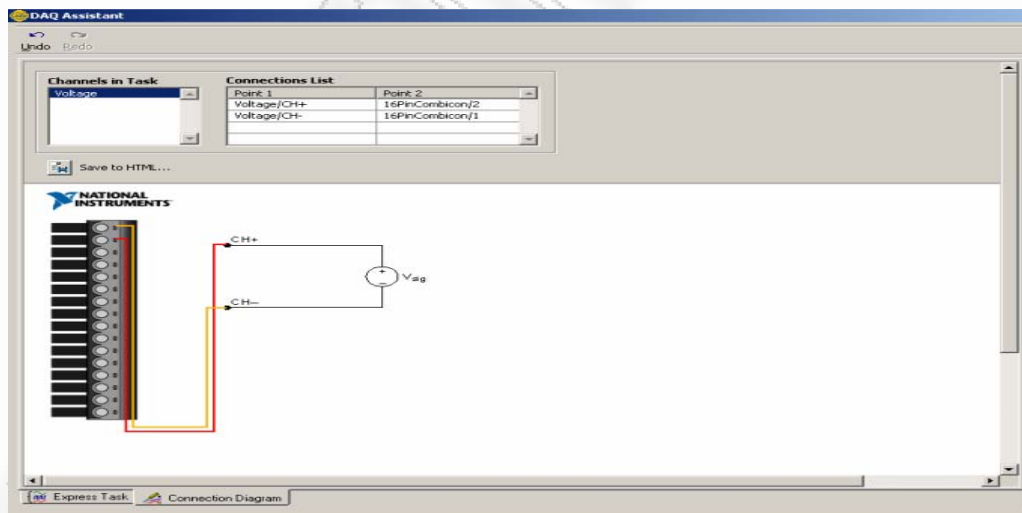 DAQ Assistant
Undo Redo
Channels in Task
Voltage
Connections List
Point 1 Point 2
Voltage/CH+ 16PinCombicon/2
Voltage/CH- 16PinCombicon/1
Save to HTML...
NATIONAL
INSTRUMENTS
CH+
Vsig
CH–
Express Task Connection Diagram